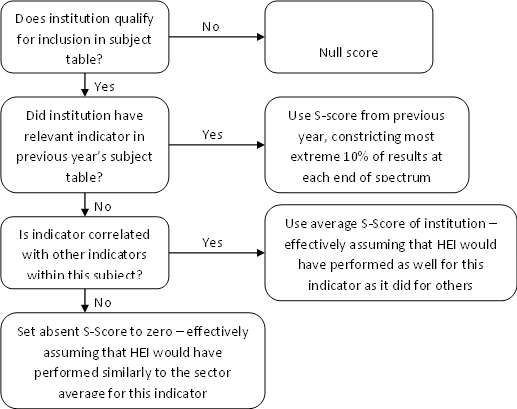 Does institution qualify
for inclusion in subject
table?
No
Null score
Yes
Did institution have
relevant indicator in
previous year's subject
table?
Yes
Use S-score from previous
year, constricting most
extreme 10% of results at
each end of spectrum
No
Is indicator correlated
with other indicators
within this subject?
Yes
Use average S-Score of institution –
effectively assuming that HEI would
have performed as well for this
indicator as it did for others
No
Set absent S-Score to zero – effectively
assuming that HEI would have
performed similarly to the sector
average for this indicator